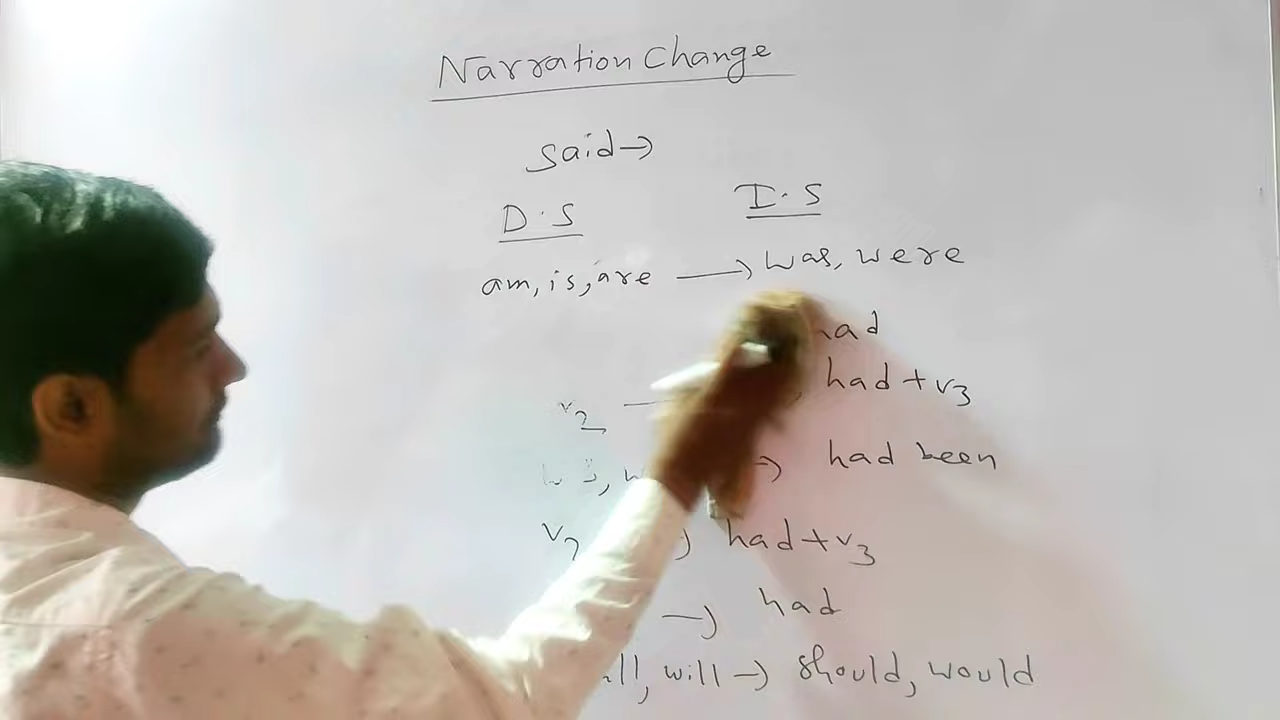 Narration Change
said→
D.S I.S
am, is, are → was, were
had
v2 — had + v3
→ had been
v2 → had + v3
→ had
will → should, would